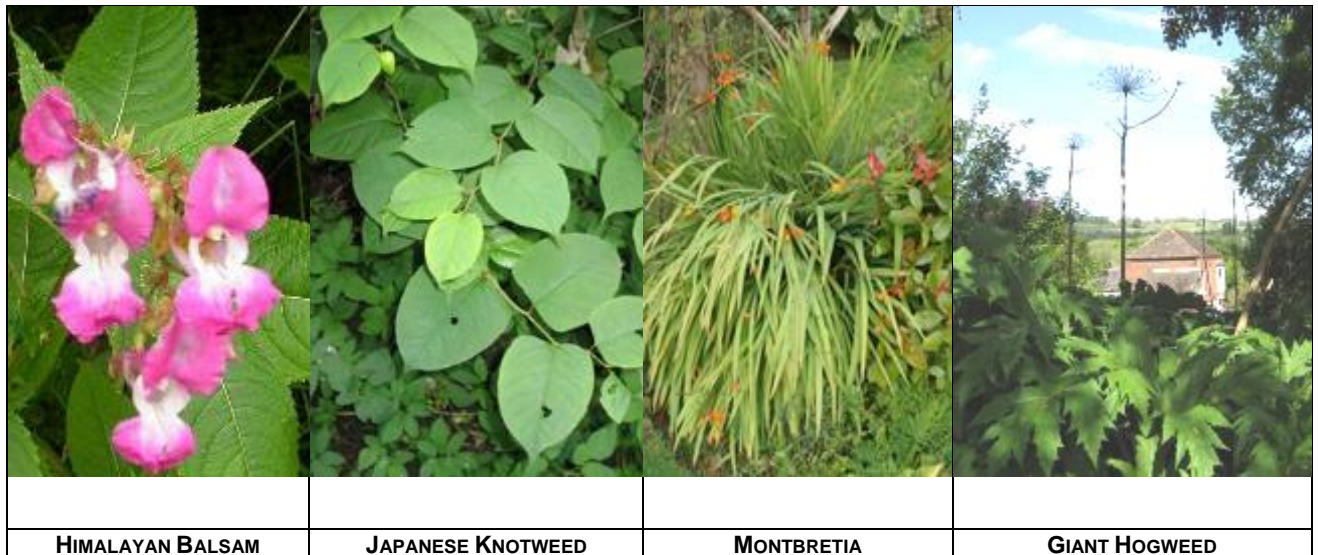 HIMALAYAN BALSAM
JAPANESE KNOTWEED
MONTBRETIA
GIANT HOGWEED